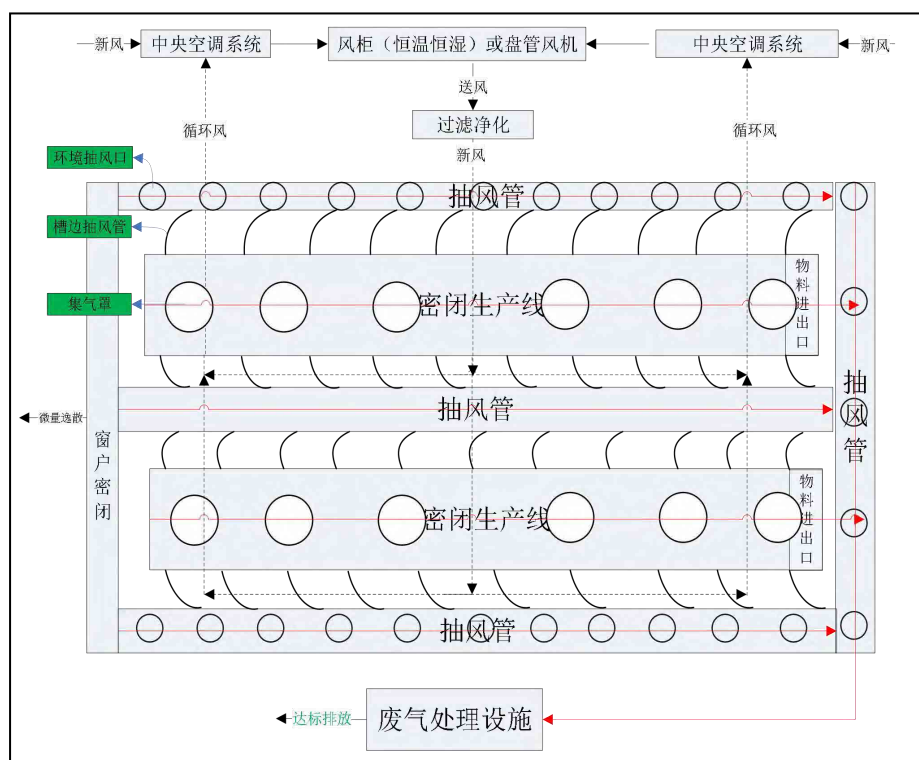 新风
中央空调系统
风柜（恒温恒湿）或盘管风机
中央空调系统
新风
送风
过滤净化
循环风
新风
循环风
环境抽风口
抽风管
槽边抽风管
集气罩
密闭生产线
物料进出口
抽风管
抽风管
微量逸散
窗户密闭
密闭生产线
物料进出口
抽风管
达标排放
废气处理设施